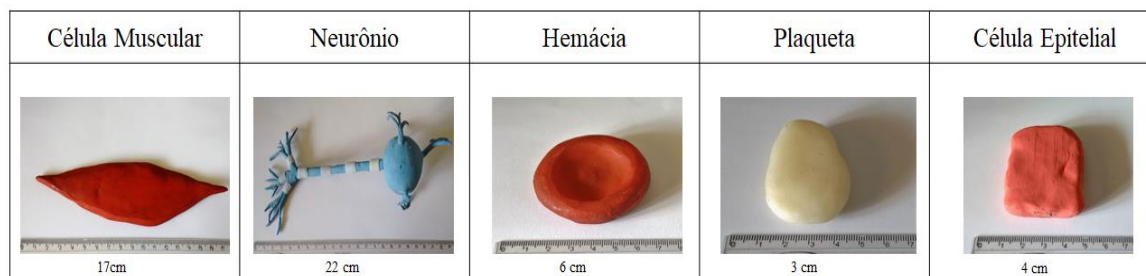 Célula Muscular
Neurônio
Hemácia
Plaqueta
Célula Epitelial
17cm
22 cm
6 cm
3 cm
4 cm